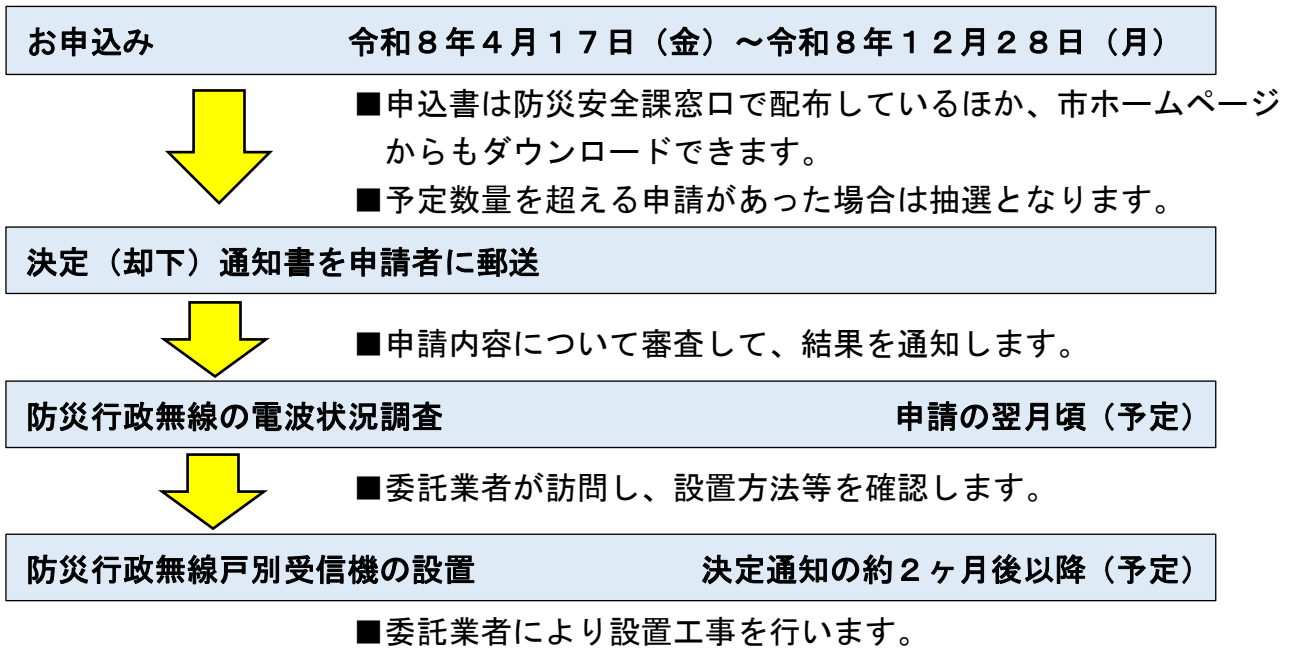 お申込み　令和８年４月１７日（金）～令和８年１２月２８日（月）
■申込書は防災安全課窓口で配布しているほか、市ホームページ
からもダウンロードできます。
■予定数量を超える申請があった場合は抽選となります。
決定（却下）通知書を申請者に郵送
■申請内容について審査して、結果を通知します。
防災行政無線の電波状況調査　申請の翌月頃（予定）
■委託業者が訪問し、設置方法等を確認します。
防災行政無線戸別受信機の設置　決定通知の約２ヶ月後以降（予定）
■委託業者により設置工事を行います。